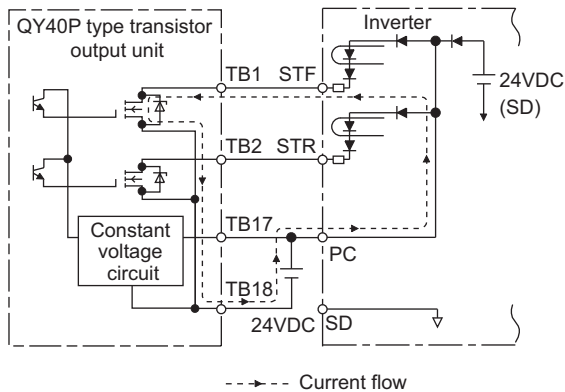 QY40P type transistor
output unit
Inverter
TB1 STF
24VDC
(SD)
TB2 STR
Constant
voltage
circuit
TB17
PC
TB18
24VDC
SD
Current flow